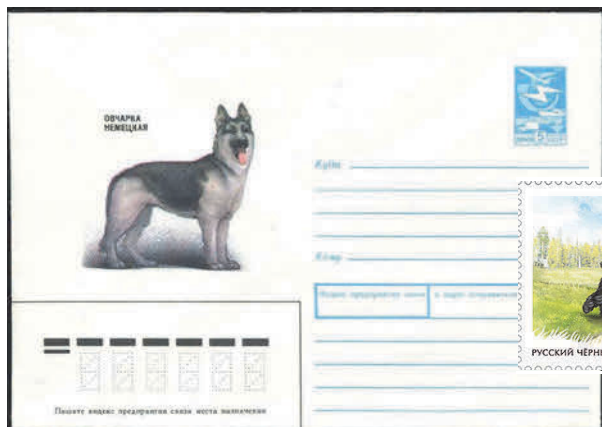 ОВЧАРКА
НЕМЕЦКАЯ
Куда
Кому
Индекс предприятия связи и адрес отправителя
РУССКИЙ ЧЁРН
Пишите индекс предприятия связи места назначения